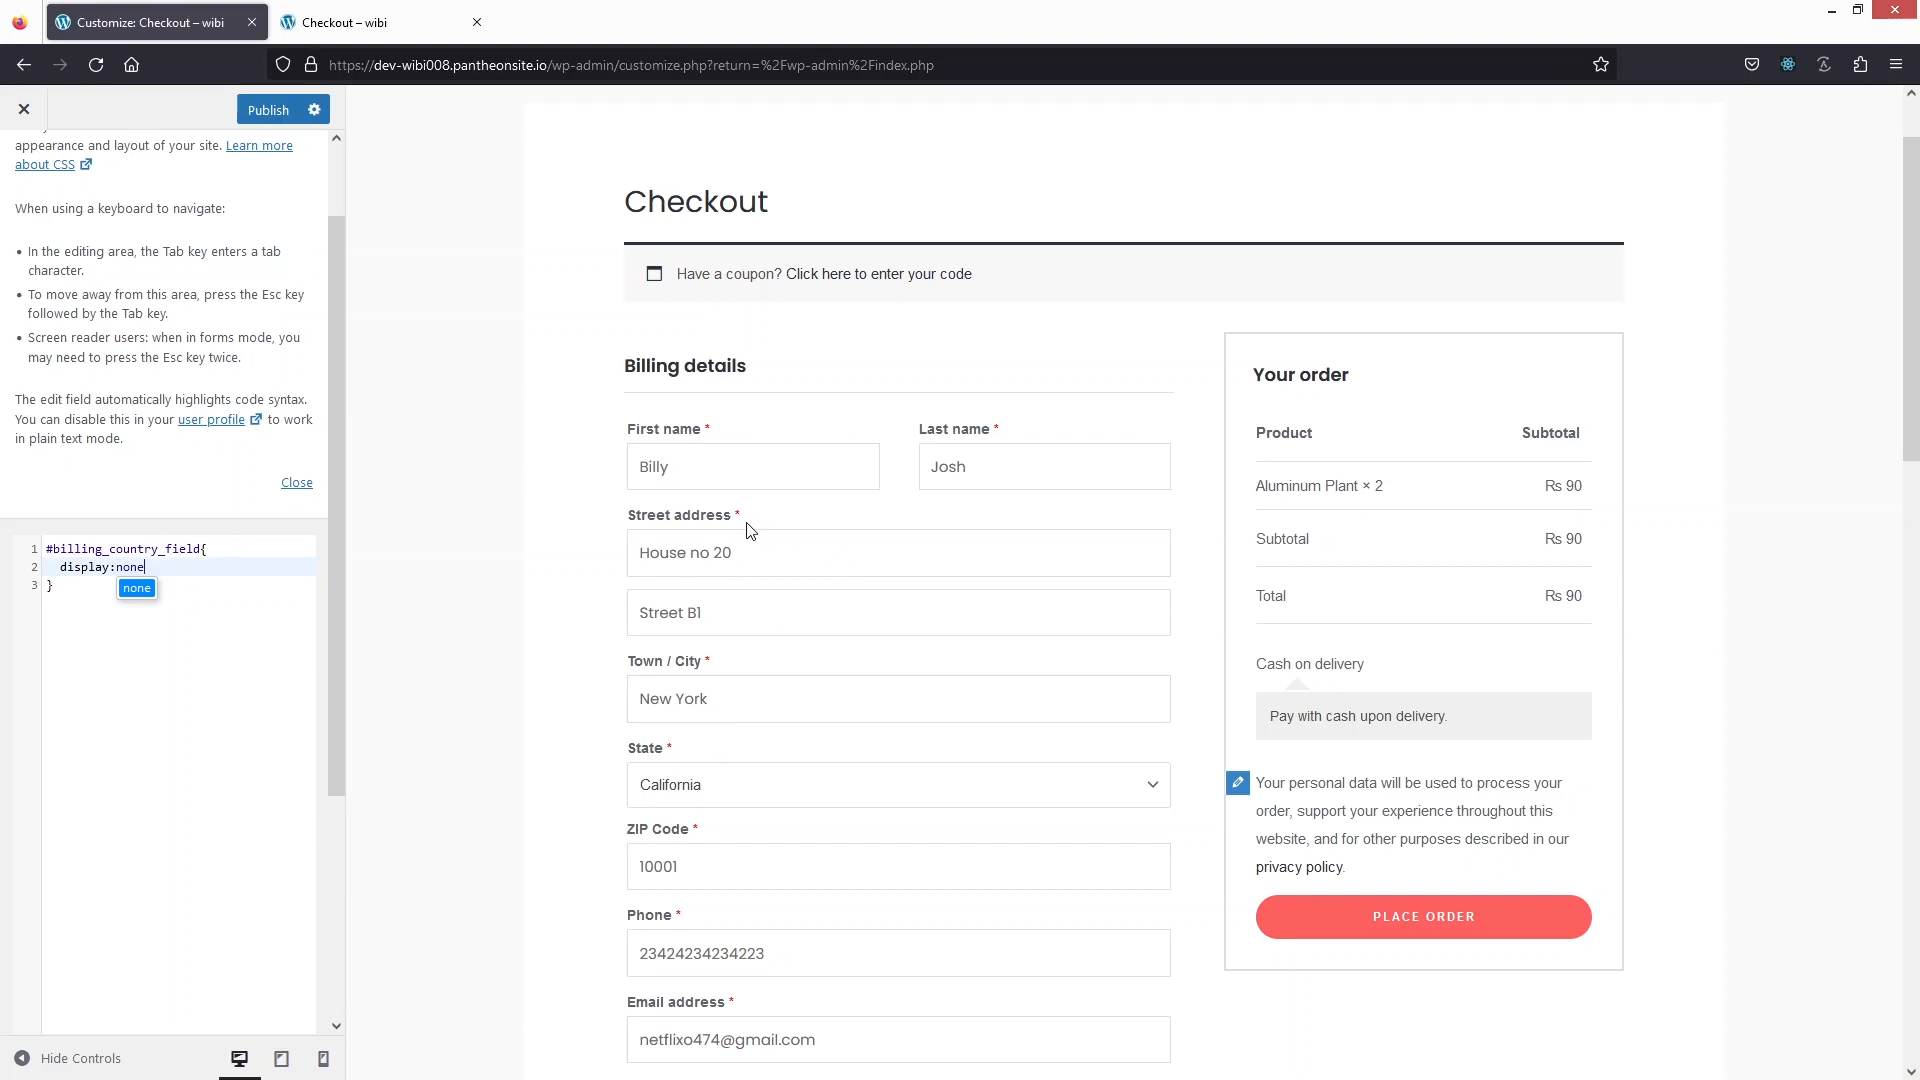 Customize: Checkout – wibi
Checkout – wibi
https://dev-wibi008.pantheonsite.io/wp-admin/customize.php?return=%2Fwp-admin%2Findex.php
Publish
appearance and layout of your site. Learn more
about CSS
When using a keyboard to navigate:
In the editing area, the Tab key enters a tab
character.
To move away from this area, press the Esc key
followed by the Tab key.
Screen reader users: when in forms mode, you
may need to press the Esc key twice.
The edit field automatically highlights code syntax.
You can disable this in your user profile to work
in plain text mode.
Close
1 #billing_country_field{
2 display:none
3 }
none
Hide Controls
Checkout
Have a coupon? Click here to enter your code
Billing details
First name *
Last name *
Billy
Josh
Street address *
House no 20
Street B1
Town / City *
New York
State *
California
ZIP Code *
10001
Phone *
23424234234223
Email address *
netflixo474@gmail.com
Your order
Product Subtotal
Aluminum Plant × 2 ₨ 90
Subtotal ₨ 90
Total ₨ 90
Cash on delivery
Pay with cash upon delivery.
Your personal data will be used to process your
order, support your experience throughout this
website, and for other purposes described in our
privacy policy.
PLACE ORDER